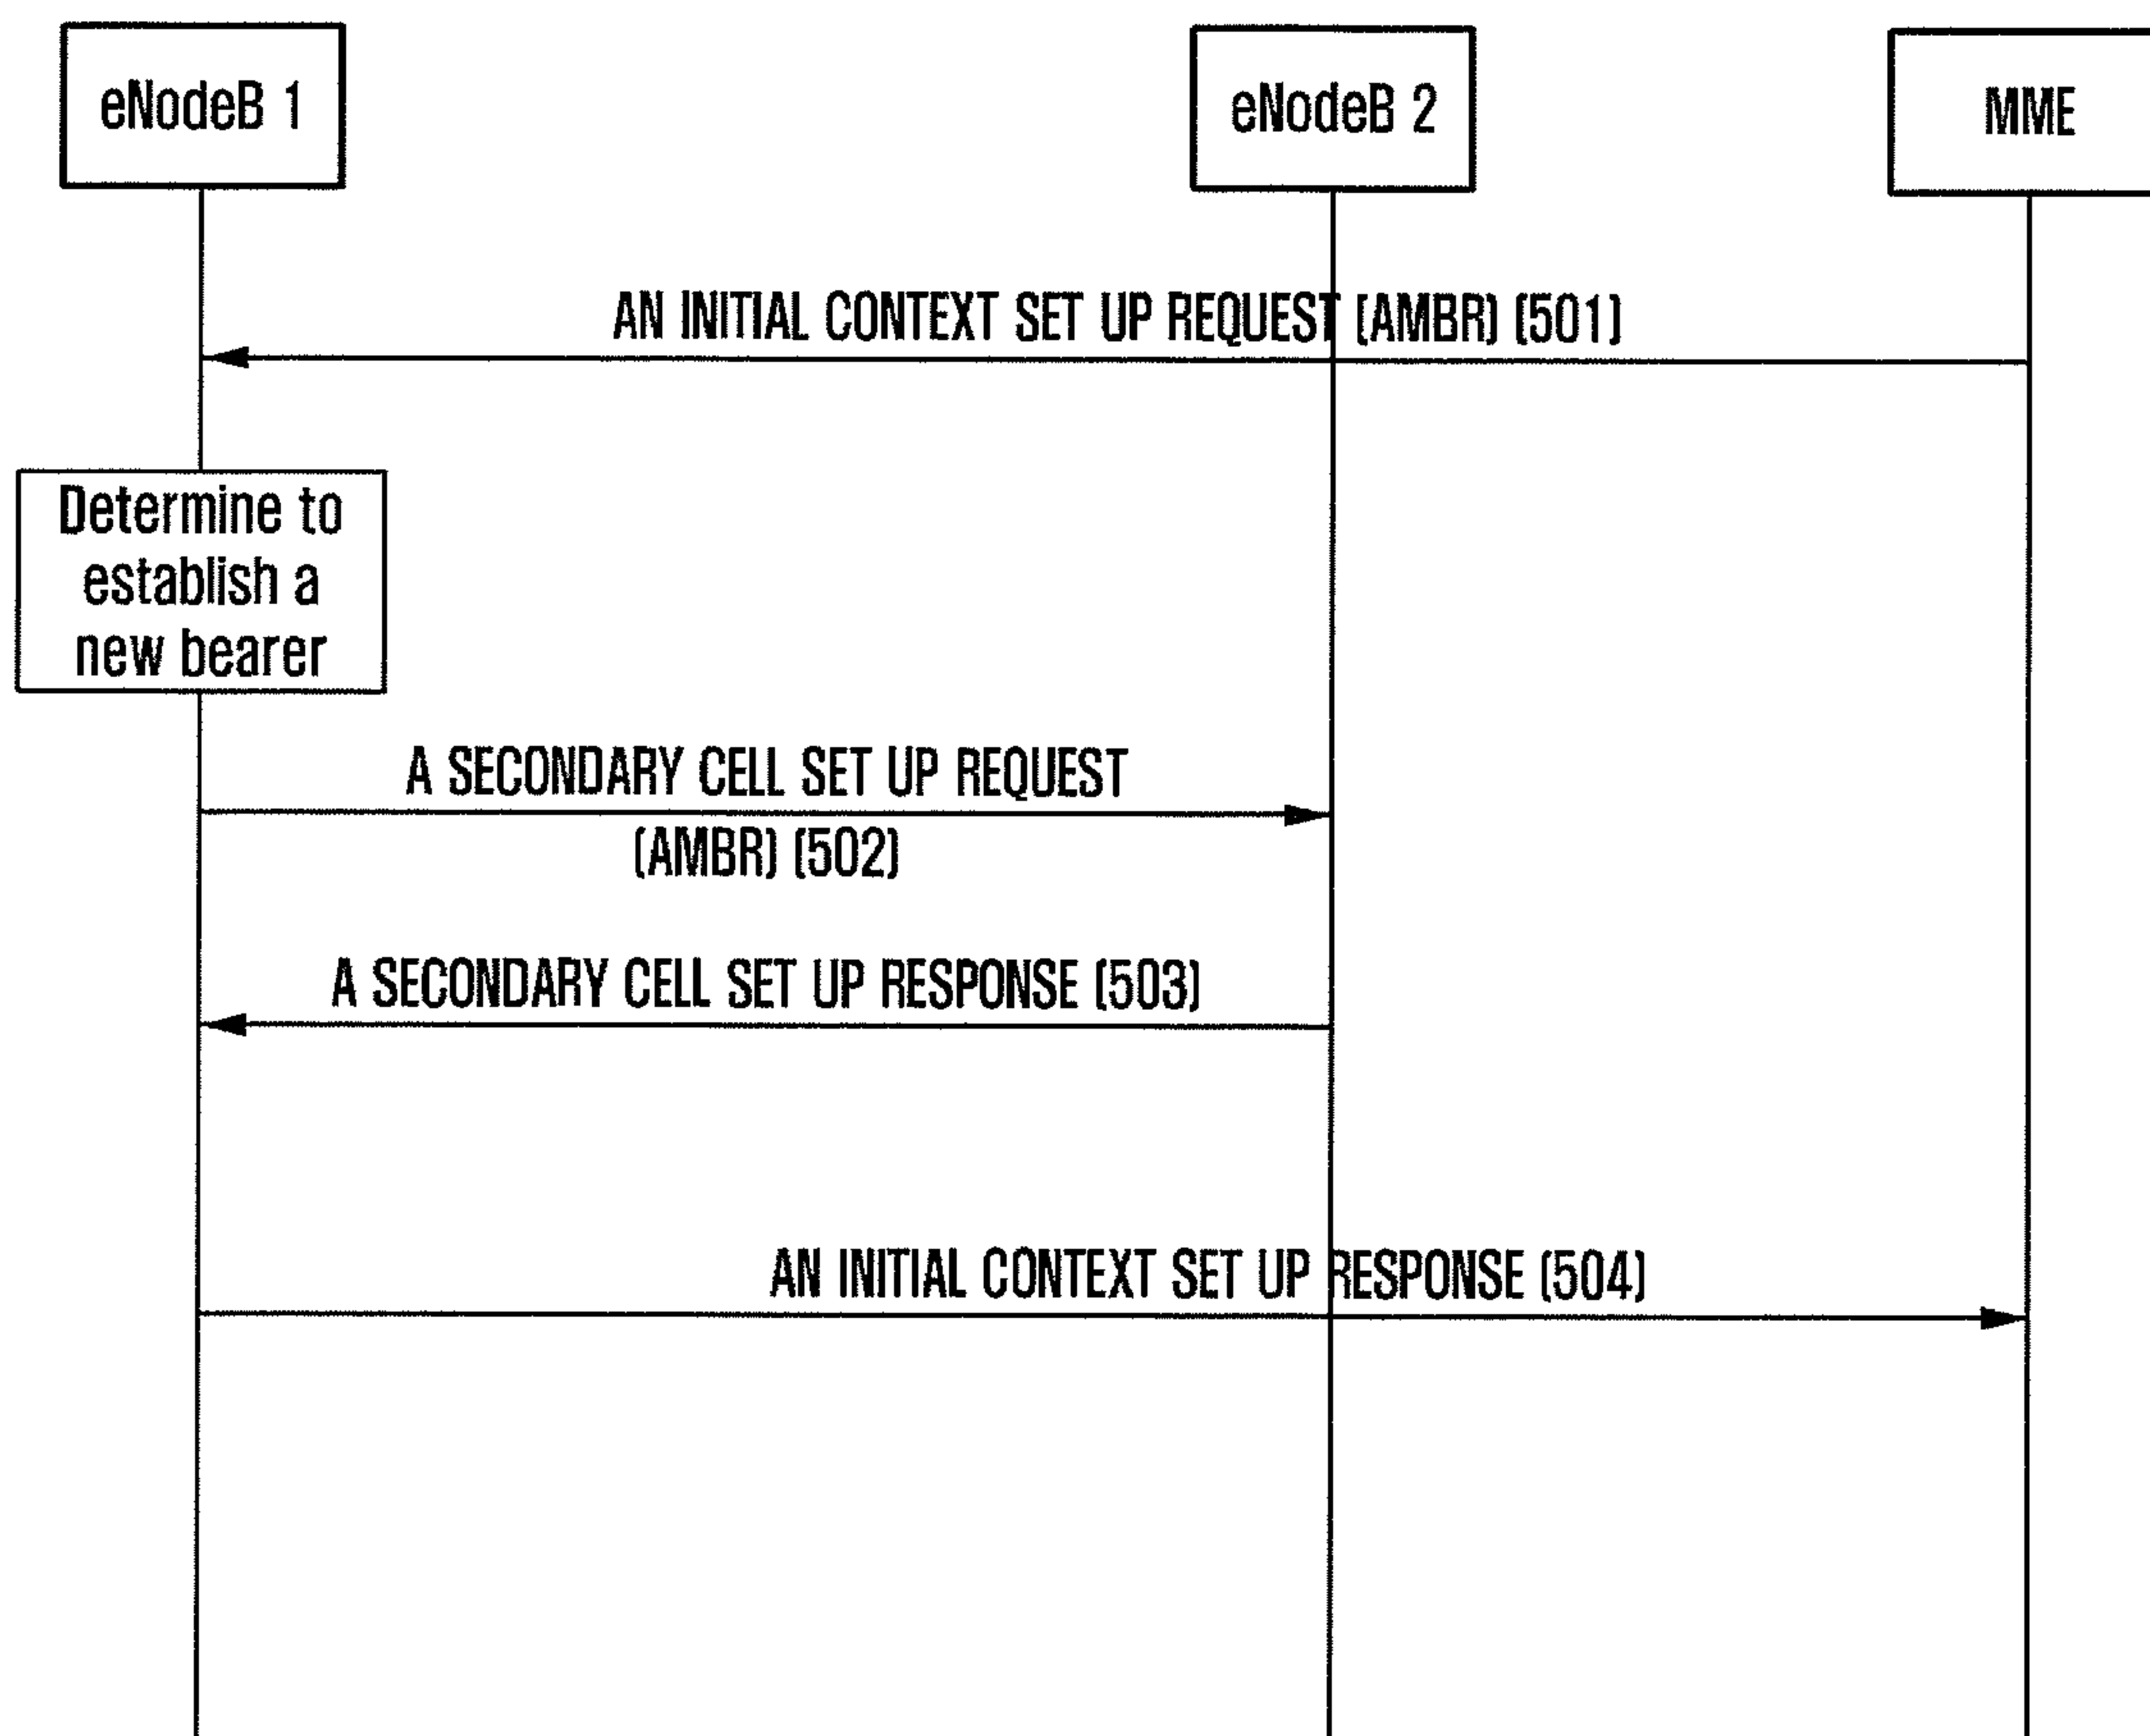 eNodeB 1
eNodeB 2
MME
AN INITIAL CONTEXT SET UP REQUEST (AMBR) (501)
Determine to
establish a
new bearer
A SECONDARY CELL SET UP REQUEST
(AMBR) (502)
A SECONDARY CELL SET UP RESPONSE (503)
AN INITIAL CONTEXT SET UP RESPONSE (504)